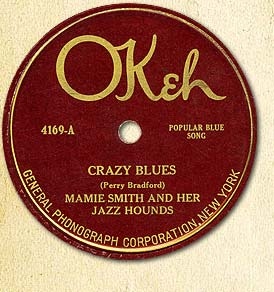 OKeh
4169-A
POPULAR BLUE
SONG
CRAZY BLUES
(Perry Bradford)
MAMIE SMITH AND HER
JAZZ HOUNDS
GENERAL PHONOGRAPH CORPORATION, NEW YORK